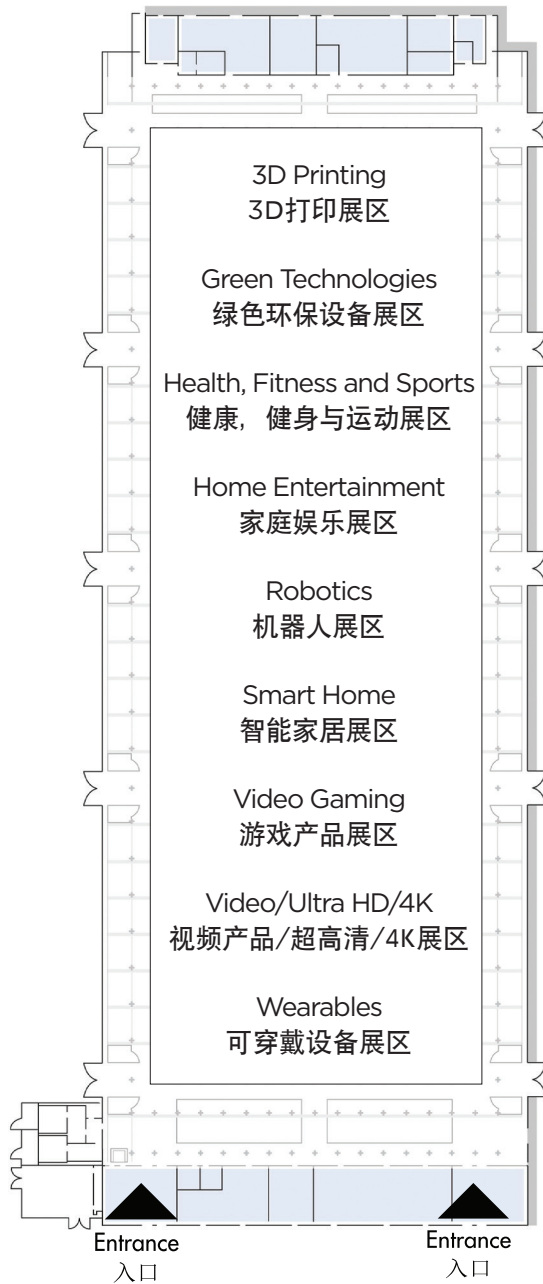 3D Printing
3D打印展区
Green Technologies
绿色环保设备展区
Health, Fitness and Sports
健康，健身与运动展区
Home Entertainment
家庭娱乐展区
Robotics
机器人展区
Smart Home
智能家居展区
Video Gaming
游戏产品展区
Video/Ultra HD/4K
视频产品/超高清/4K展区
Wearables
可穿戴设备展区
Entrance
入口
Entrance
入口